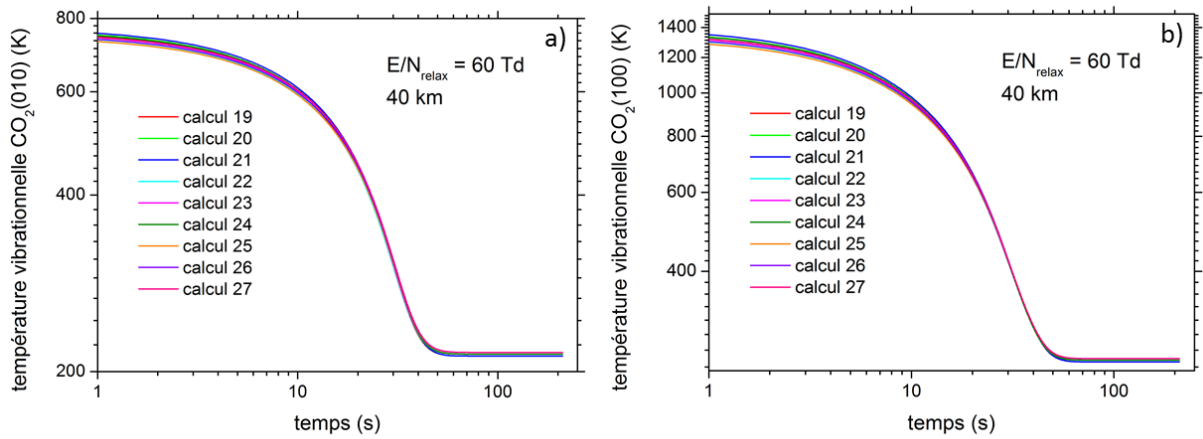 a)
E/N_relax = 60 Td
40 km
calcul 19
calcul 20
calcul 21
calcul 22
calcul 23
calcul 24
calcul 25
calcul 26
calcul 27
température vibrationnelle CO₂(010) (K)
800
600
400
200
1
10
100
temps (s)
b)
E/N_relax = 60 Td
40 km
calcul 19
calcul 20
calcul 21
calcul 22
calcul 23
calcul 24
calcul 25
calcul 26
calcul 27
température vibrationnelle CO₂(100) (K)
1400
1200
1000
800
600
400
1
10
100
temps (s)